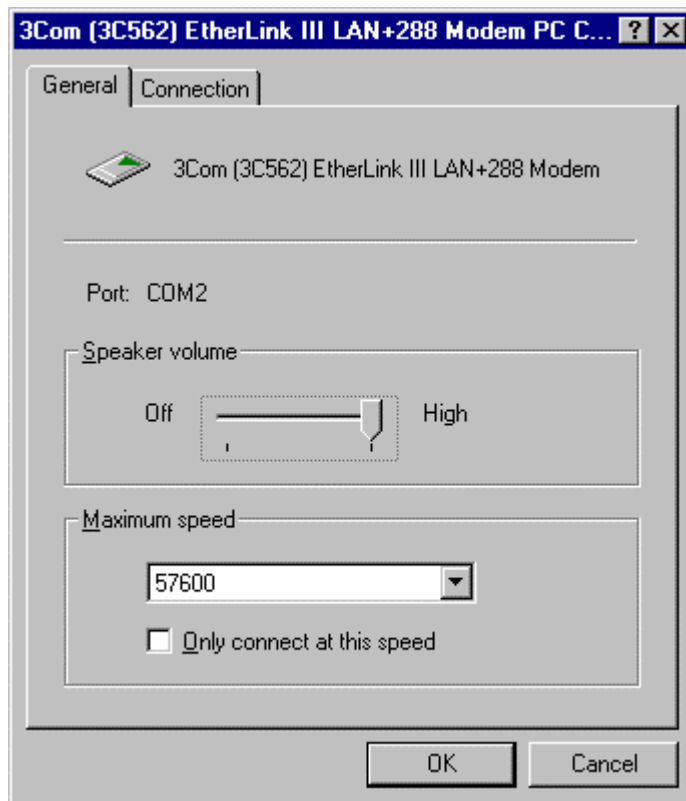 3Com (3C562) EtherLink III LAN+288 Modem PC C...
General Connection
3Com (3C562) EtherLink III LAN+288 Modem
Port: COM2
Speaker volume
Off High
Maximum speed
57600
Only connect at this speed
OK Cancel